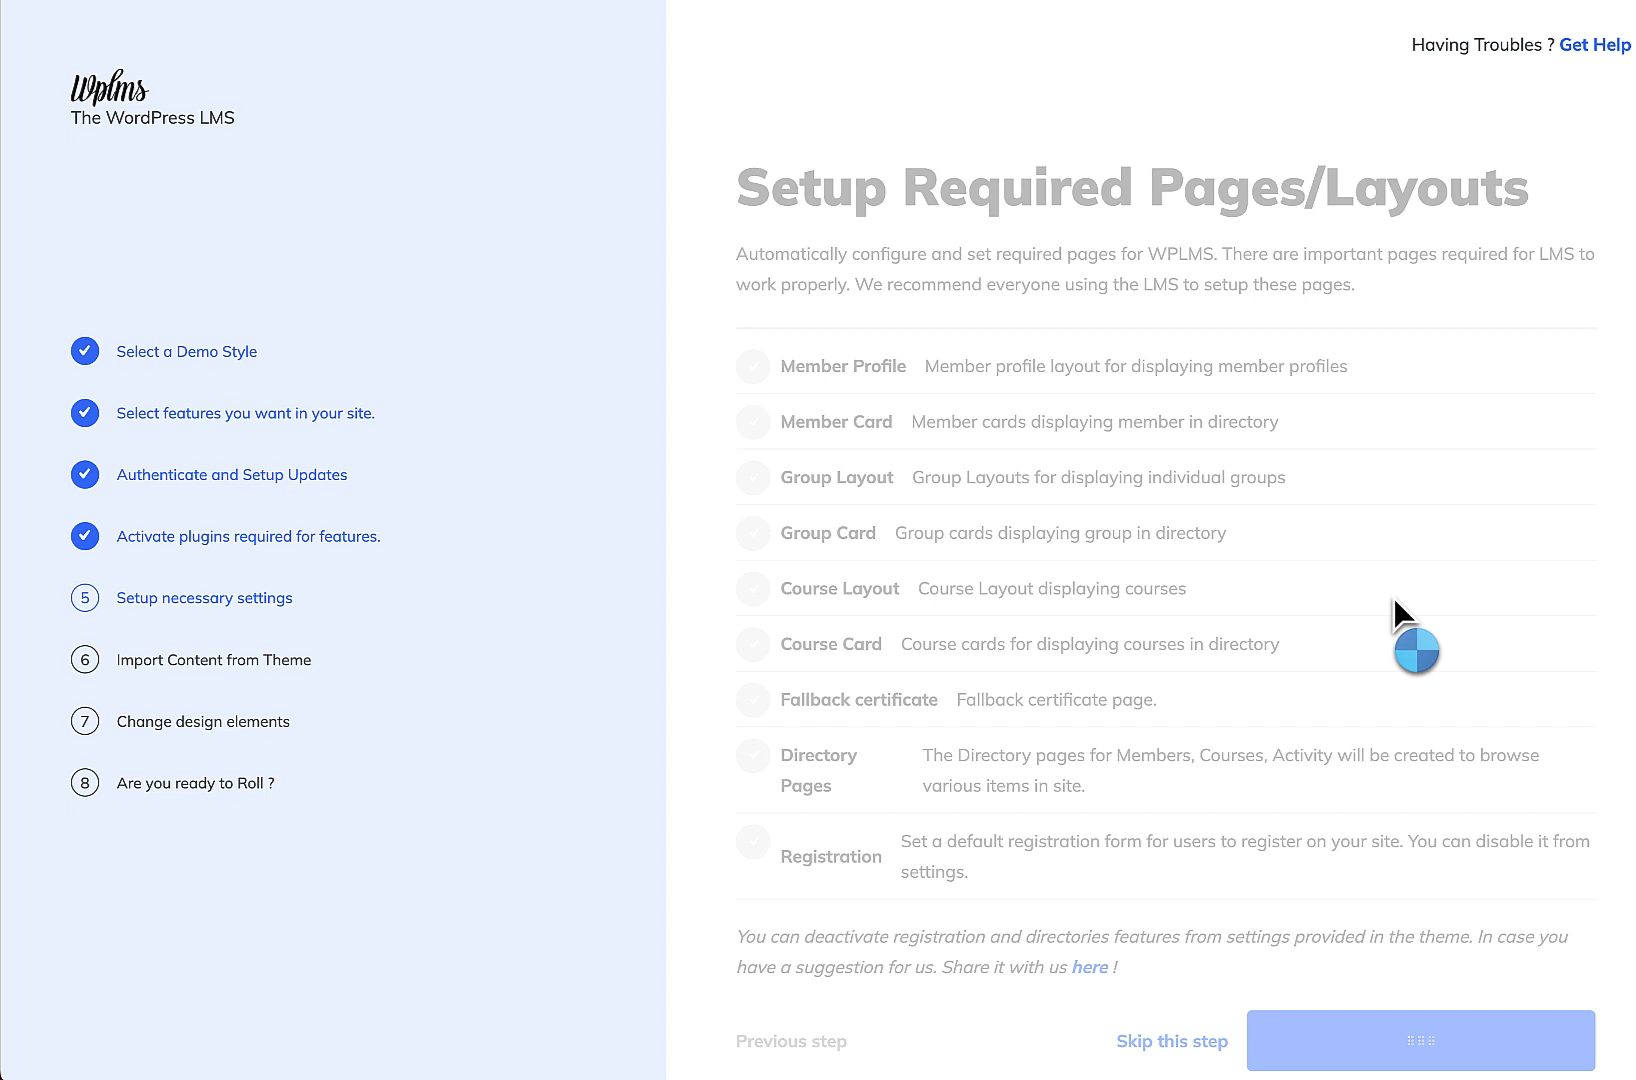 Having Troubles ? Get Help
Wplms
The WordPress LMS
Select a Demo Style
Select features you want in your site.
Authenticate and Setup Updates
Activate plugins required for features.
5 Setup necessary settings
6 Import Content from Theme
7 Change design elements
8 Are you ready to Roll ?
Setup Required Pages/Layouts
Automatically configure and set required pages for WPLMS. There are important pages required for LMS to
work properly. We recommend everyone using the LMS to setup these pages.
Member Profile Member profile layout for displaying member profiles
Member Card Member cards displaying member in directory
Group Layout Group Layouts for displaying individual groups
Group Card Group cards displaying group in directory
Course Layout Course Layout displaying courses
Course Card Course cards for displaying courses in directory
Fallback certificate Fallback certificate page.
Directory
Pages
The Directory pages for Members, Courses, Activity will be created to browse
various items in site.
Registration
Set a default registration form for users to register on your site. You can disable it from
settings.
You can deactivate registration and directories features from settings provided in the theme. In case you
have a suggestion for us. Share it with us here !
Previous step
Skip this step